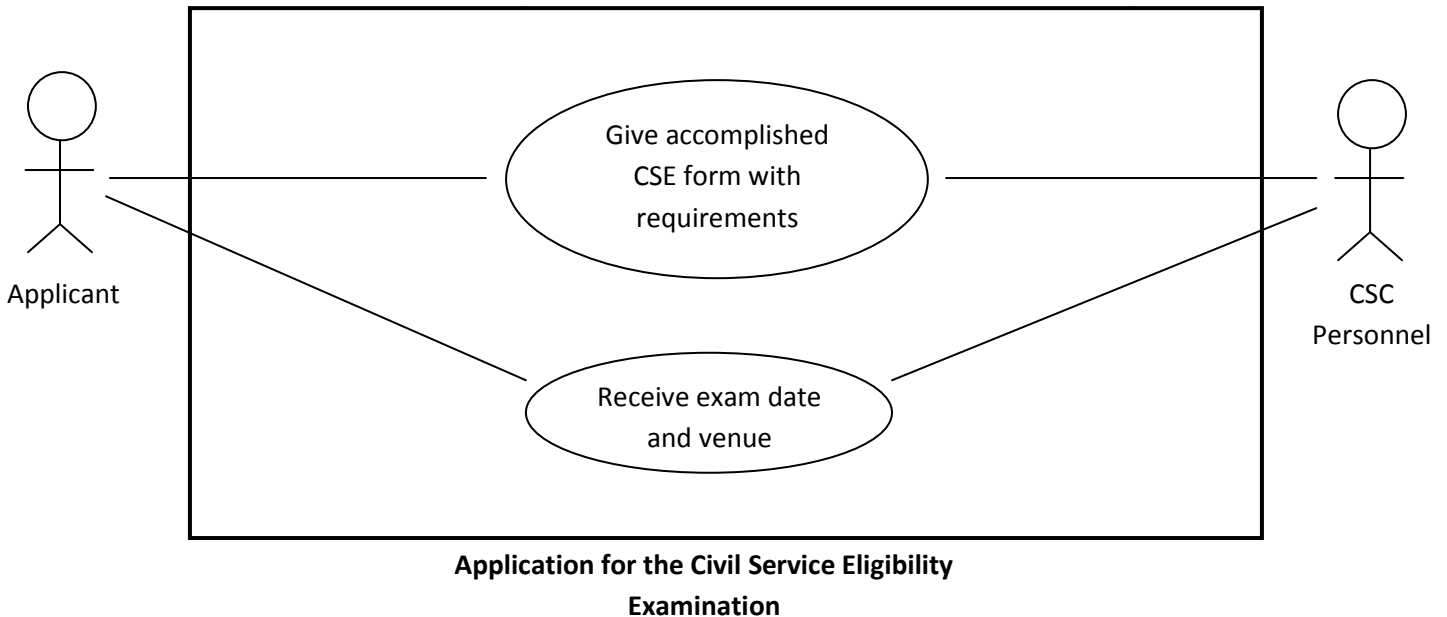 Give accomplished
CSE form with
requirements
Applicant
CSC
Personnel
Receive exam date
and venue
Application for the Civil Service Eligibility
Examination